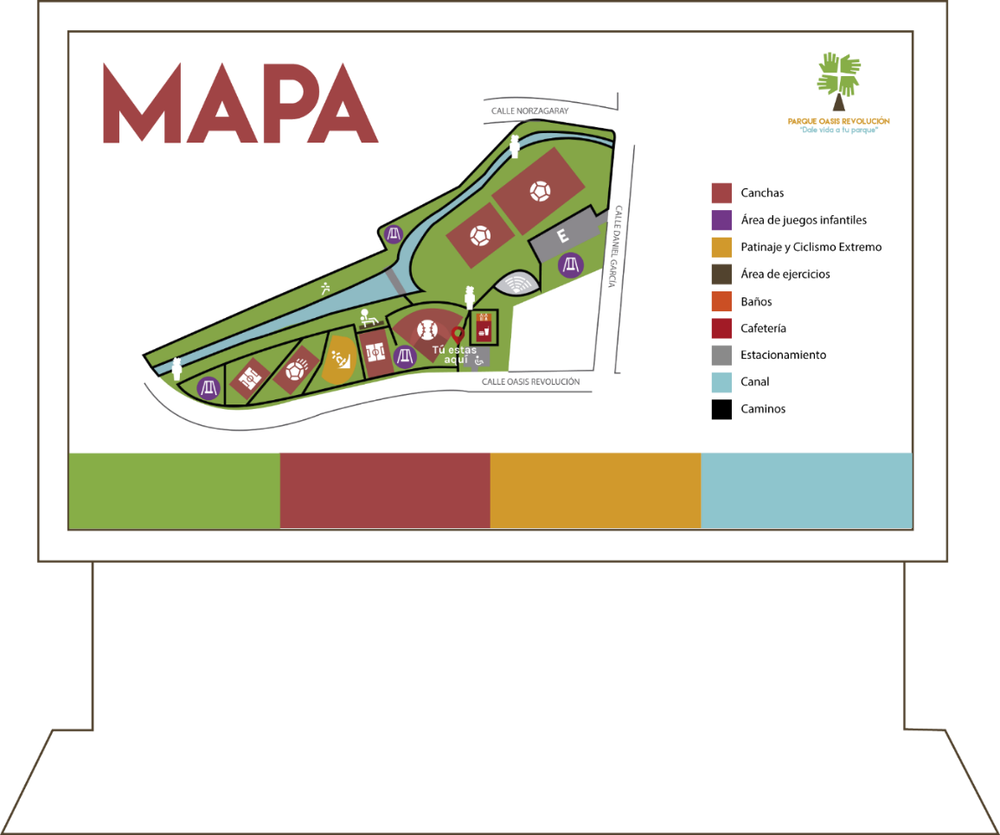 MAPA
PARQUE OASIS REVOLUCIÓN
"Dale vida a tu parque"
CALLE NORZAGARAY
CALLE DANIEL GARCÍA
E
Tú estas
aquí
CALLE OASIS REVOLUCIÓN
Canchas
Área de juegos infantiles
Patinaje y Ciclismo Extremo
Área de ejercicios
Baños
Cafetería
Estacionamiento
Canal
Caminos